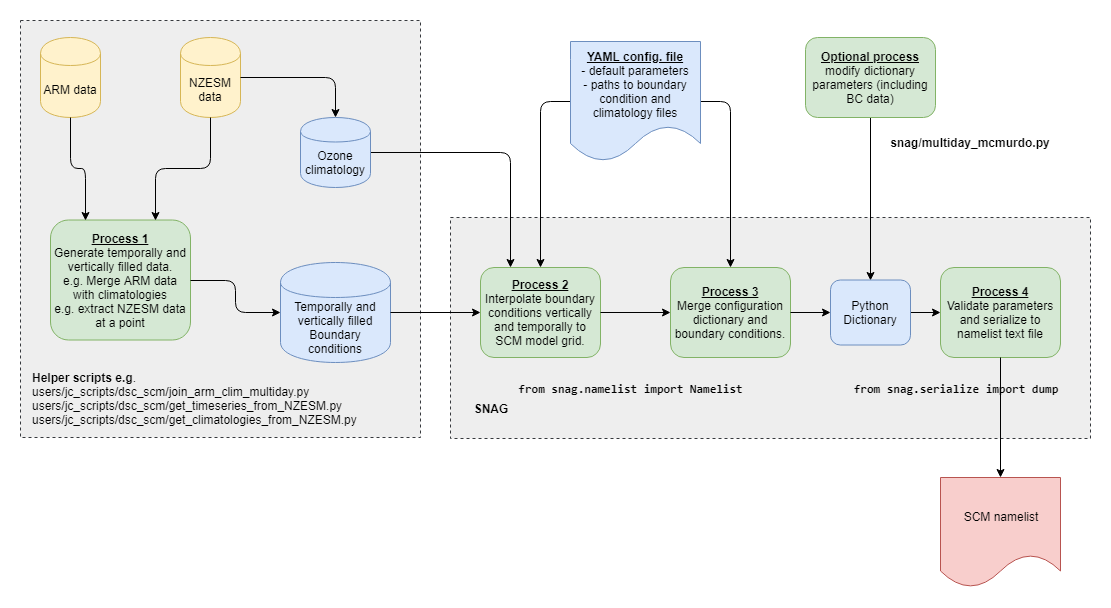 ARM data
NZESM
data
Ozone
climatology
YAML config. file
- default parameters
- paths to boundary
condition and
climatology files
Optional process
modify dictionary
parameters (including
BC data)
snag/multiday_mcmurdo.py
Process 1
Generate temporally and
vertically filled data.
e.g. Merge ARM data
with climatologies
e.g. extract NZESM data
at a point
Temporally and
vertically filled
Boundary
conditions
Process 2
Interpolate boundary
conditions vertically
and temporally to
SCM model grid.
Process 3
Merge configuration
dictionary and
boundary conditions.
Python
Dictionary
Process 4
Validate parameters
and serialize to
namelist text file
Helper scripts e.g.
users/jc_scripts/dsc_scm/join_arm_clim_multiday.py
users/jc_scripts/dsc_scm/get_timeseries_from_NZESM.py
users/jc_scripts/dsc_scm/get_climatologies_from_NZESM.py
from snag.namelist import Namelist
from snag.serialize import dump
SNAG
SCM namelist